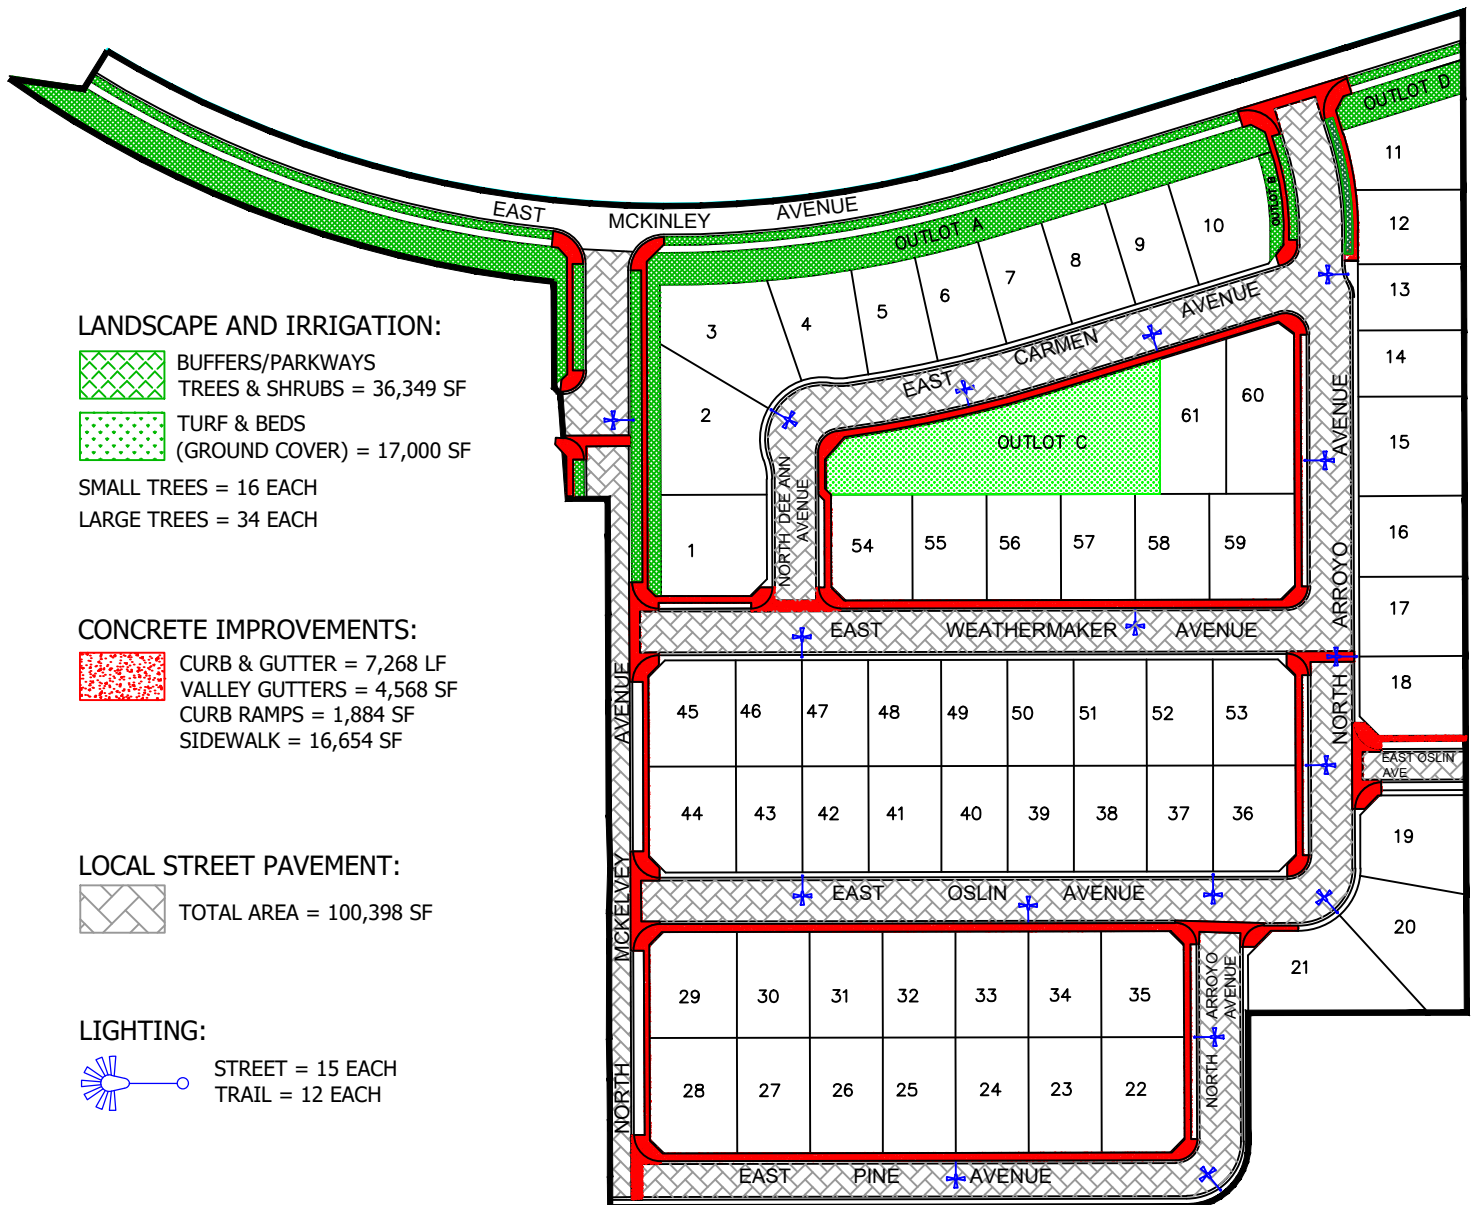 EAST MCKINLEY AVENUE
OUTLOT D
OUTLOT A
OUTLOT B
11
12
13
14
15
16
17
18
10
9
8
7
6
5
4
3
2
1
EAST CARMEN AVENUE
NORTH DEE ANN
AVENUE
OUTLOT C
61
60
54
55
56
57
58
59
NORTH ARROYO AVENUE
EAST WEATHERMAKER AVENUE
45
46
47
48
49
50
51
52
53
44
43
42
41
40
39
38
37
36
EAST OSLIN
AVE
19
20
21
EAST OSLIN AVENUE
NORTH MCKELVEY AVENUE
29
30
31
32
33
34
35
28
27
26
25
24
23
22
NORTH ARROYO
AVENUE
EAST PINE AVENUE
LANDSCAPE AND IRRIGATION:
BUFFERS/PARKWAYS
TREES & SHRUBS = 36,349 SF
TURF & BEDS
(GROUND COVER) = 17,000 SF
SMALL TREES = 16 EACH
LARGE TREES = 34 EACH
CONCRETE IMPROVEMENTS:
CURB & GUTTER = 7,268 LF
VALLEY GUTTERS = 4,568 SF
CURB RAMPS = 1,884 SF
SIDEWALK = 16,654 SF
LOCAL STREET PAVEMENT:
TOTAL AREA = 100,398 SF
LIGHTING:
STREET = 15 EACH
TRAIL = 12 EACH